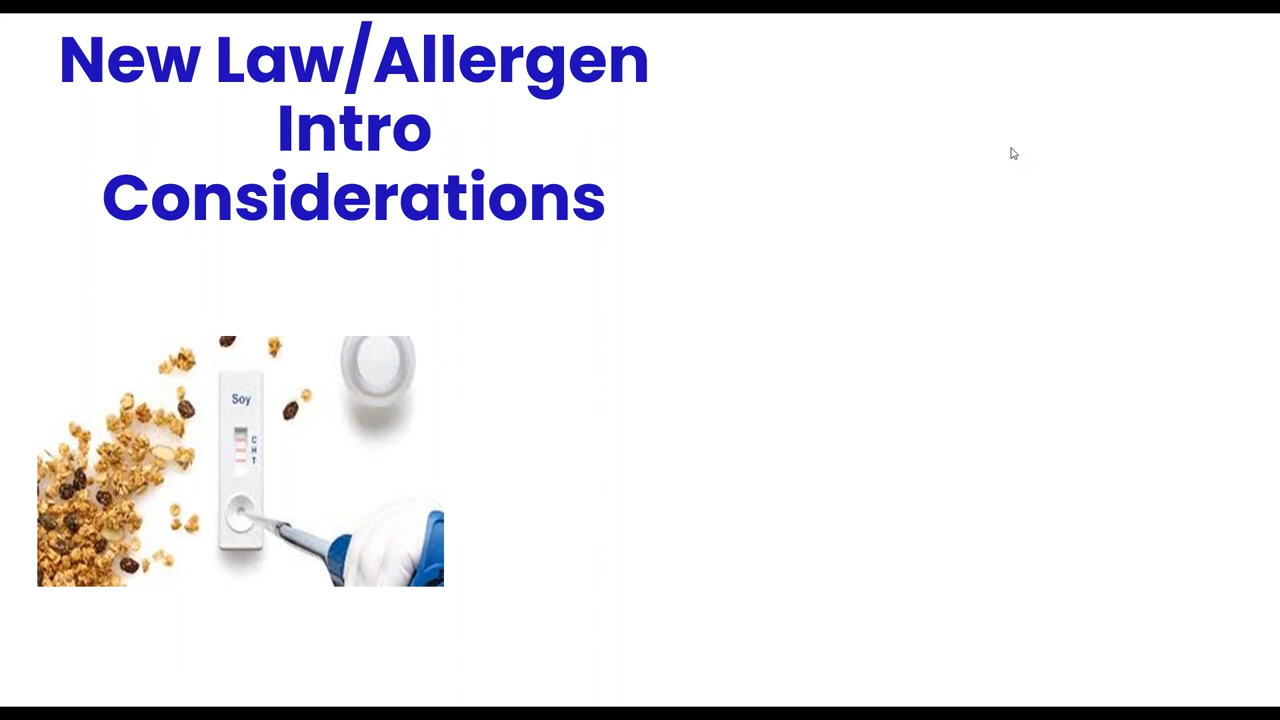 New Law/Allergen
Intro
Considerations
Soy
C
H
T